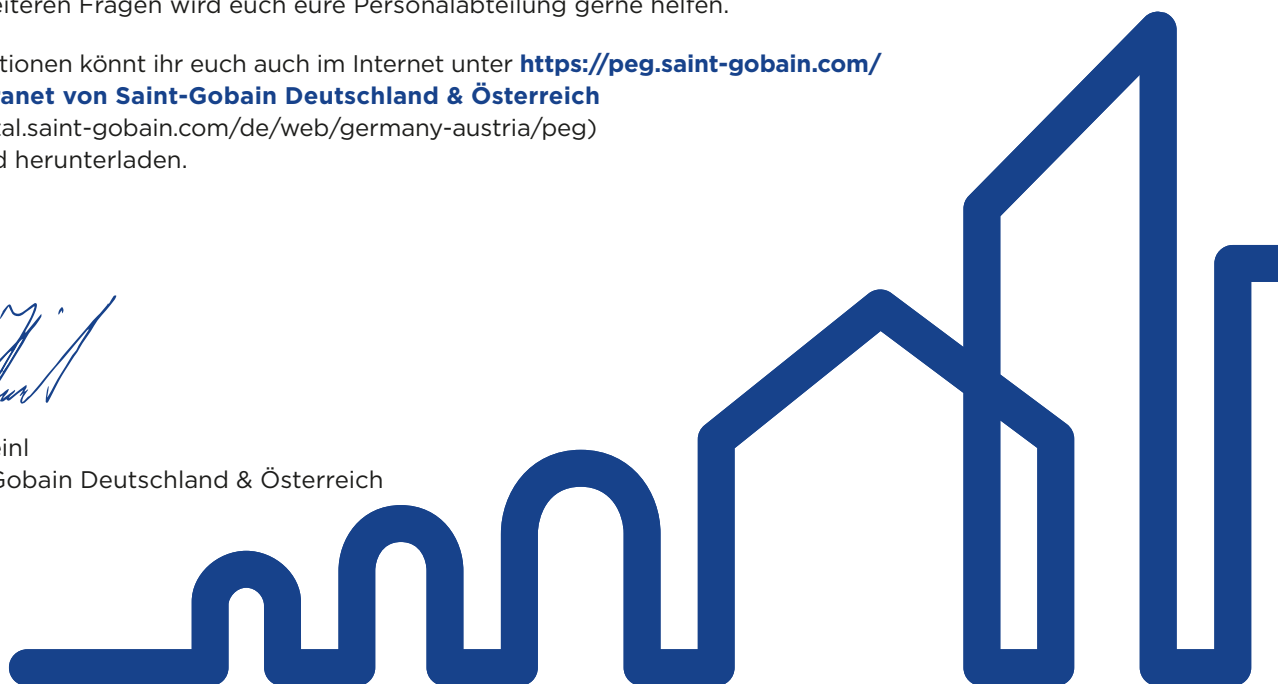 eiteren Fragen wird euch eure Personalabteilung gerne helfen.
tionen könnt ihr euch auch im Internet unter https://peg.saint-gobain.com/
anet von Saint-Gobain Deutschland & Österreich
tal.saint-gobain.com/de/web/germany-austria/peg)
d herunterladen.
einl
Gobain Deutschland & Österreich